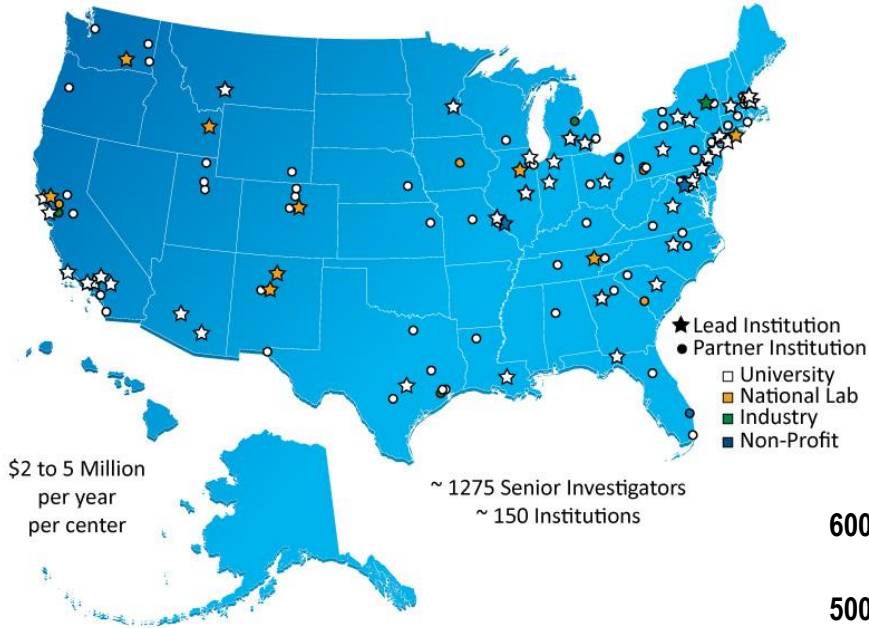 Lead Institution
Partner Institution
University
National Lab
Industry
Non-Profit
$2 to 5 Million
per year
per center
~ 1275 Senior Investigators
~ 150 Institutions
600
500